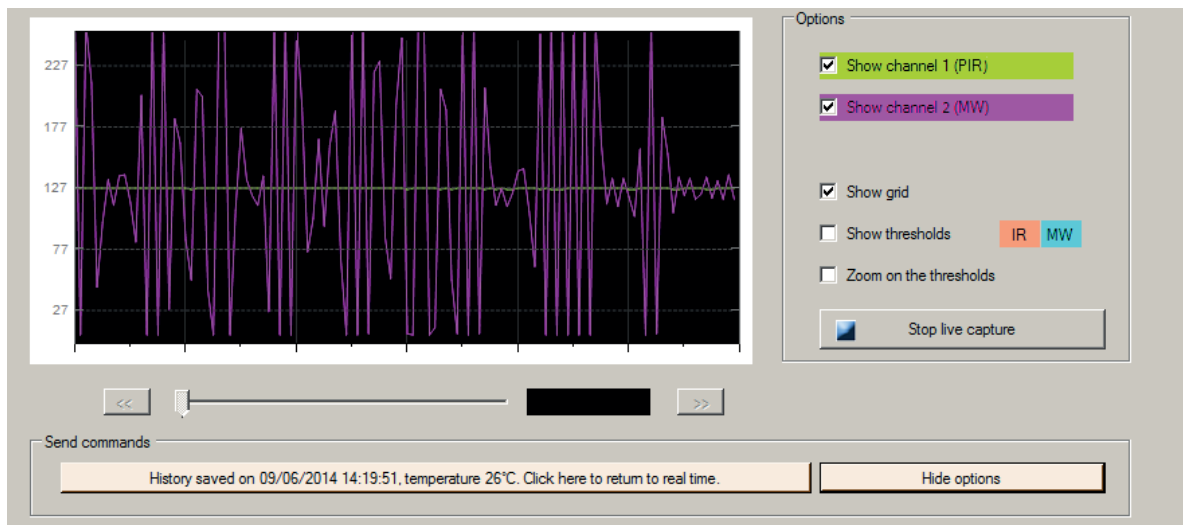 Options
227
177
127
77
27
Show channel 1 (PIR)
Show channel 2 (MW)
Show grid
Show thresholds IR MW
Zoom on the thresholds
Stop live capture
<< >>
Send commands
History saved on 09/06/2014 14:19:51, temperature 26°C. Click here to return to real time. Hide options